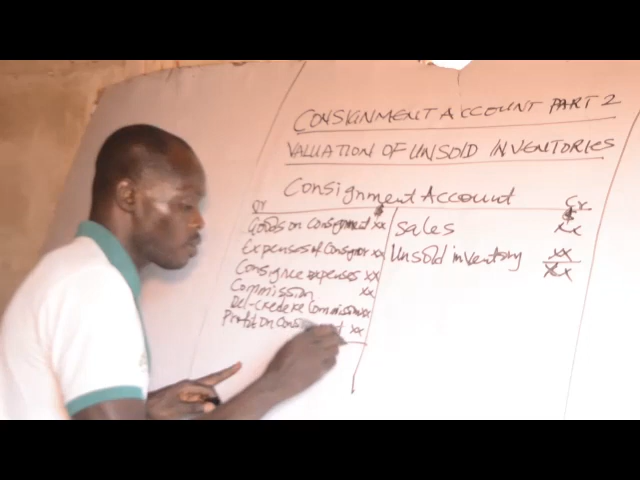 CONSIGNMENT ACCOUNT PART 2
VALUATION OF UNSOLD INVENTORIES
Consignment Account
Dr Cr
$ $
Goods on Consignment xx
Expenses of Consignor xx
Consignee expenses xx
Commission xx
Del-credere Commission xx
Profit On xx
Sales xx
Unsold inventory xx
xx